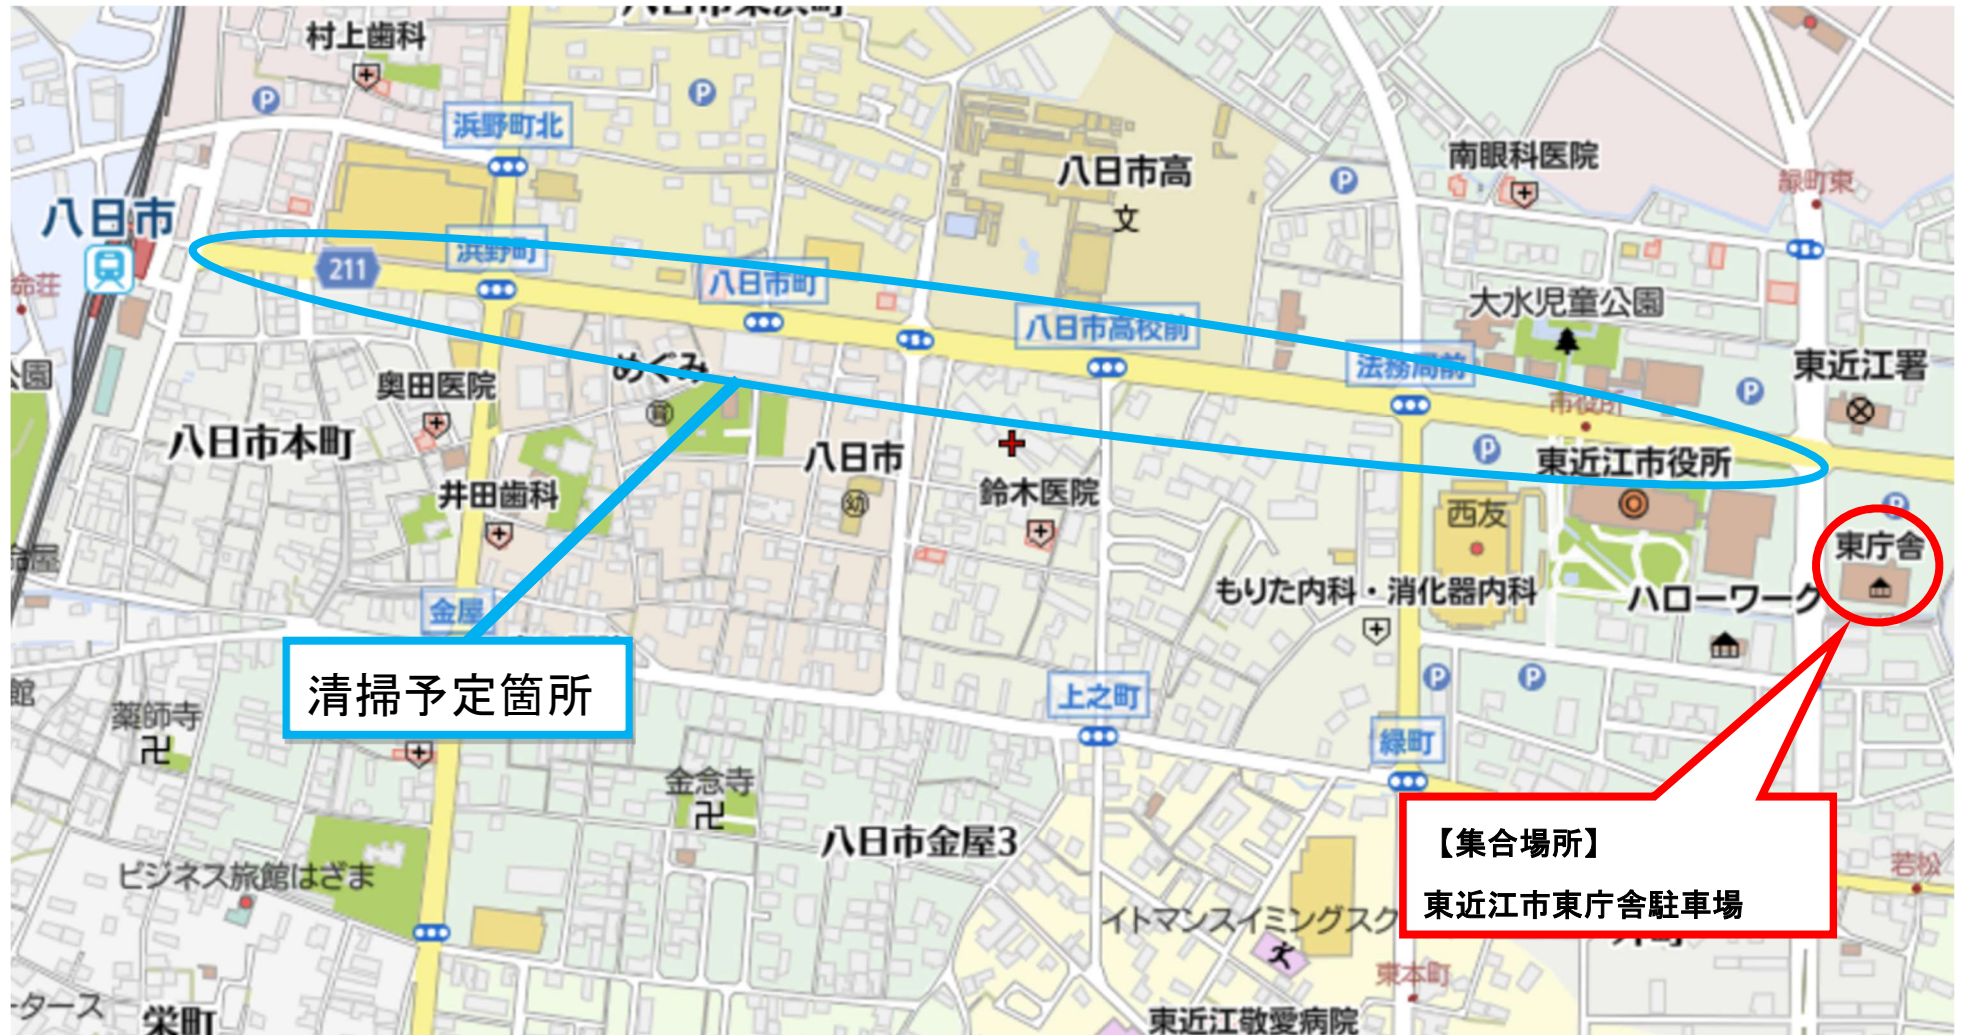 村上歯科
浜野町北
八日市高
文
南眼科医院
緑町東
八日市
浜野町
211
八日市町
大水児童公園
八日市高校前
法務局前
東近江署
めぐみ
奥田医院
市役所
八日市本町
八日市
東近江市役所
井田歯科
鈴木医院
西友
幼
東庁舎
もりた内科・消化器内科
ハローワーク
金屋
清掃予定箇所
上之町
薬師寺
緑町
金念寺
八日市金屋3
【集合場所】
東近江市東庁舎駐車場
ビジネス旅館はざま
若松
イトマンスイミングスク
東本町
ータース
栄町
東近江敬愛病院